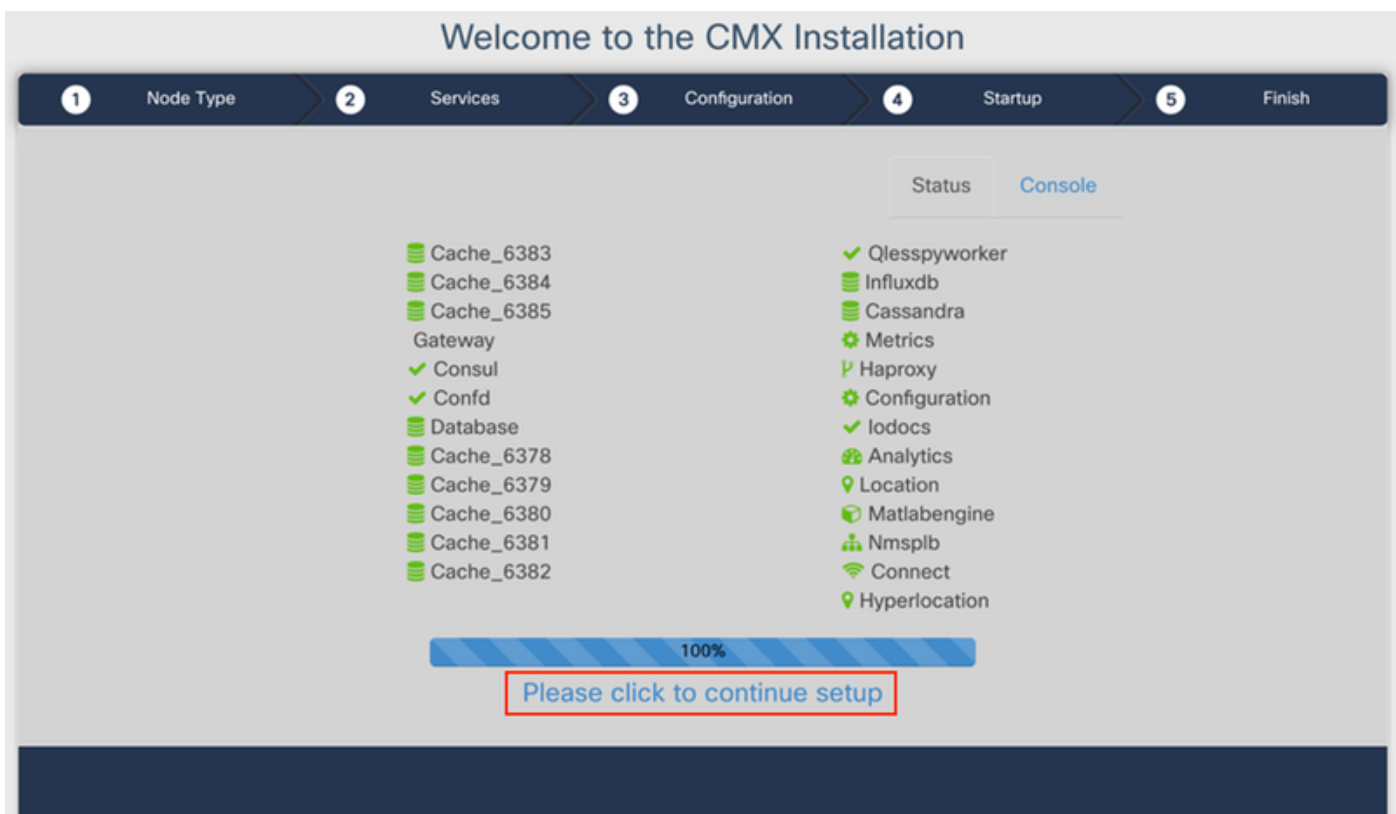 Welcome to the CMX Installation
1 Node Type 2 Services 3 Configuration 4 Startup 5 Finish
Status Console
Cache_6383
Cache_6384
Cache_6385
Gateway
Consul
Confd
Database
Cache_6378
Cache_6379
Cache_6380
Cache_6381
Cache_6382
Qlesspyworker
Influxdb
Cassandra
Metrics
Haproxy
Configuration
Iodocs
Analytics
Location
Matlabengine
Nmsplb
Connect
Hyperlocation
100%
Please click to continue setup